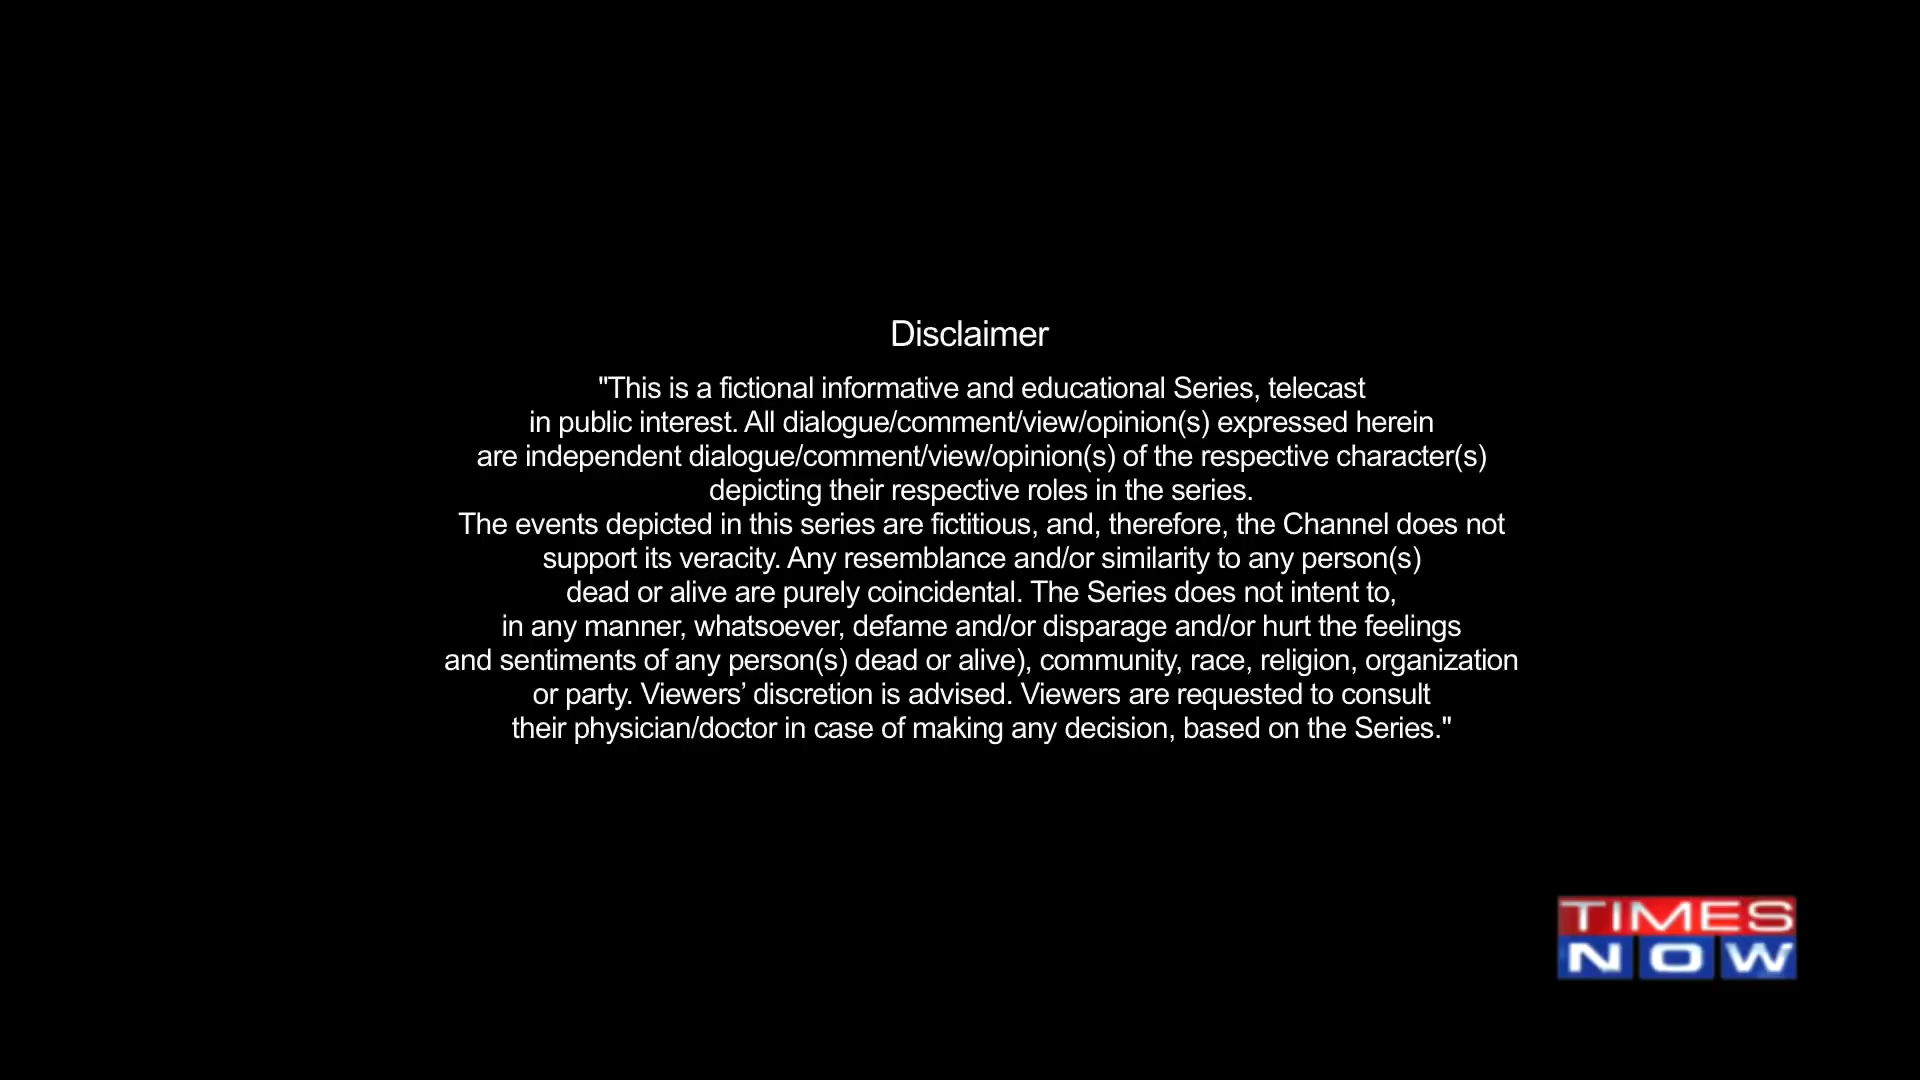 Disclaimer
"This is a fictional informative and educational Series, telecast
in public interest. All dialogue/comment/view/opinion(s) expressed herein
are independent dialogue/comment/view/opinion(s) of the respective character(s)
depicting their respective roles in the series.
The events depicted in this series are fictitious, and, therefore, the Channel does not
support its veracity. Any resemblance and/or similarity to any person(s)
dead or alive are purely coincidental. The Series does not intent to,
in any manner, whatsoever, defame and/or disparage and/or hurt the feelings
and sentiments of any person(s) dead or alive), community, race, religion, organization
or party. Viewers’ discretion is advised. Viewers are requested to consult
their physician/doctor in case of making any decision, based on the Series."
TIMES
NOW